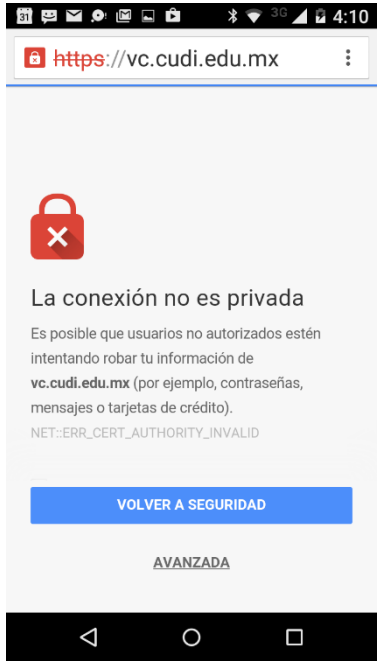 31
3G
4:10
https://vc.cudi.edu.mx
La conexión no es privada
Es posible que usuarios no autorizados estén
intentando robar tu información de
vc.cudi.edu.mx (por ejemplo, contraseñas,
mensajes o tarjetas de crédito).
NET::ERR_CERT_AUTHORITY_INVALID
VOLVER A SEGURIDAD
AVANZADA